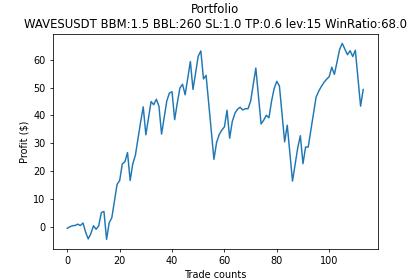 Portfolio
WAVESUSDT BBM:1.5 BBL:260 SL:1.0 TP:0.6 lev:15 WinRatio:68.0
60
50
40
30
20
10
0
Profit ($)
0 20 40 60 80 100
Trade counts